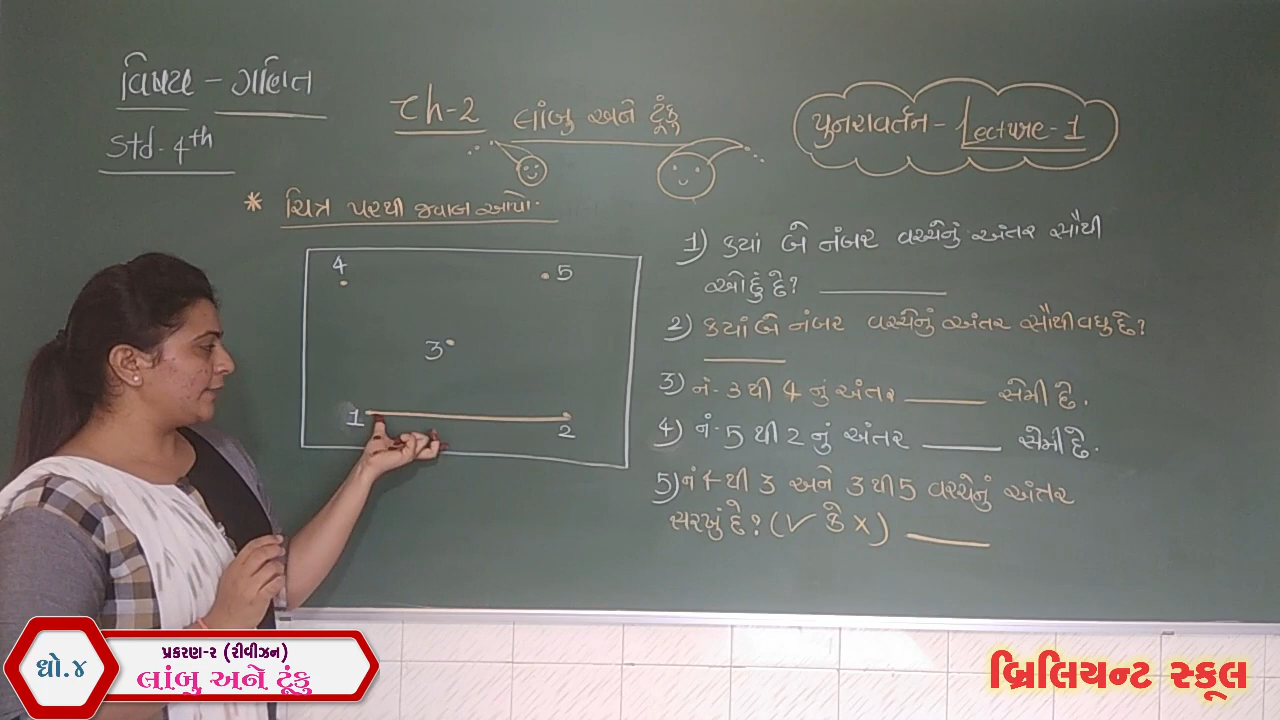 વિષય - ગણિત
Std. 4th
Ch-2 લાંબુ અને ટૂંકુ
પુનરાવર્તન - Lecture - 1
* ચિત્ર પરથી જવાબ આપો.
4
5
3
1
2
1) કયાં બે નંબર વચ્ચેનું અંતર સૌથી
ઓછું છે? ______
2) કયાં બે નંબર વચ્ચેનું અંતર સૌથી વધુ છે?
______
3) નં- 3 થી 4 નું અંતર ______ સેમી છે.
4) નં- 5 થી 2 નું અંતર ______ સેમી છે.
5) નં 4 થી 3 અને 3 થી 5 વચ્ચેનું અંતર
સરખું છે? (✓ કે ×) ______
ધો.૪
પ્રકરણ-૨ (રીવીઝન)
લાંબુ અને ટૂંકુ
બ્રિલિયન્ટ સ્કૂલ